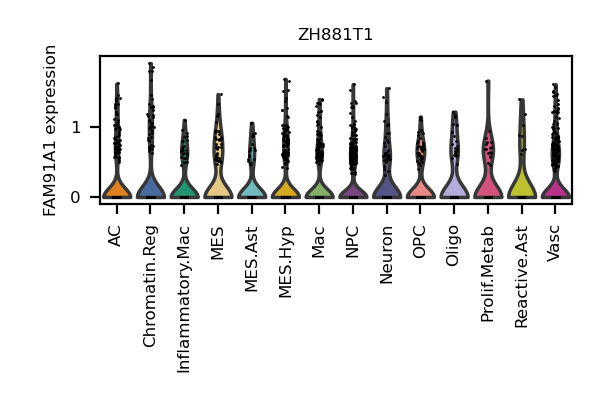 ZH881T1
FAM91A1 expression
1
0
AC
Chromatin.Reg
Inflammatory.Mac
MES
MES.Ast
MES.Hyp
Mac
NPC
Neuron
OPC
Oligo
Prolif.Metab
Reactive.Ast
Vasc